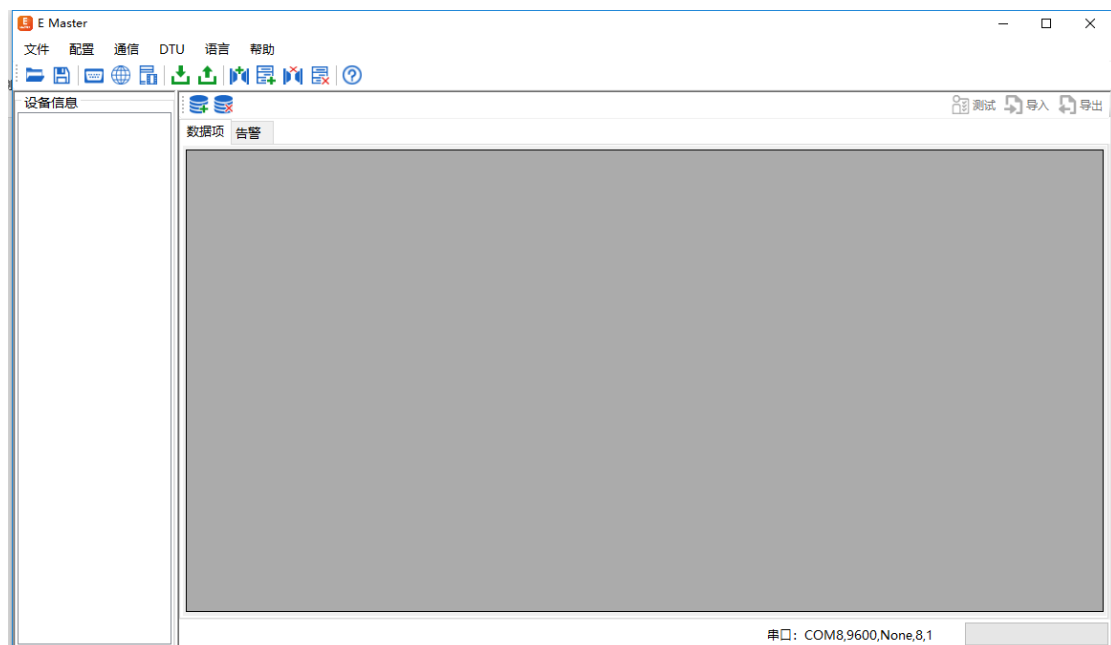 E Master
文件 配置 通信 DTU 语言 帮助
设备信息
测试 导入 导出
数据项 告警
串口：COM8,9600,None,8,1